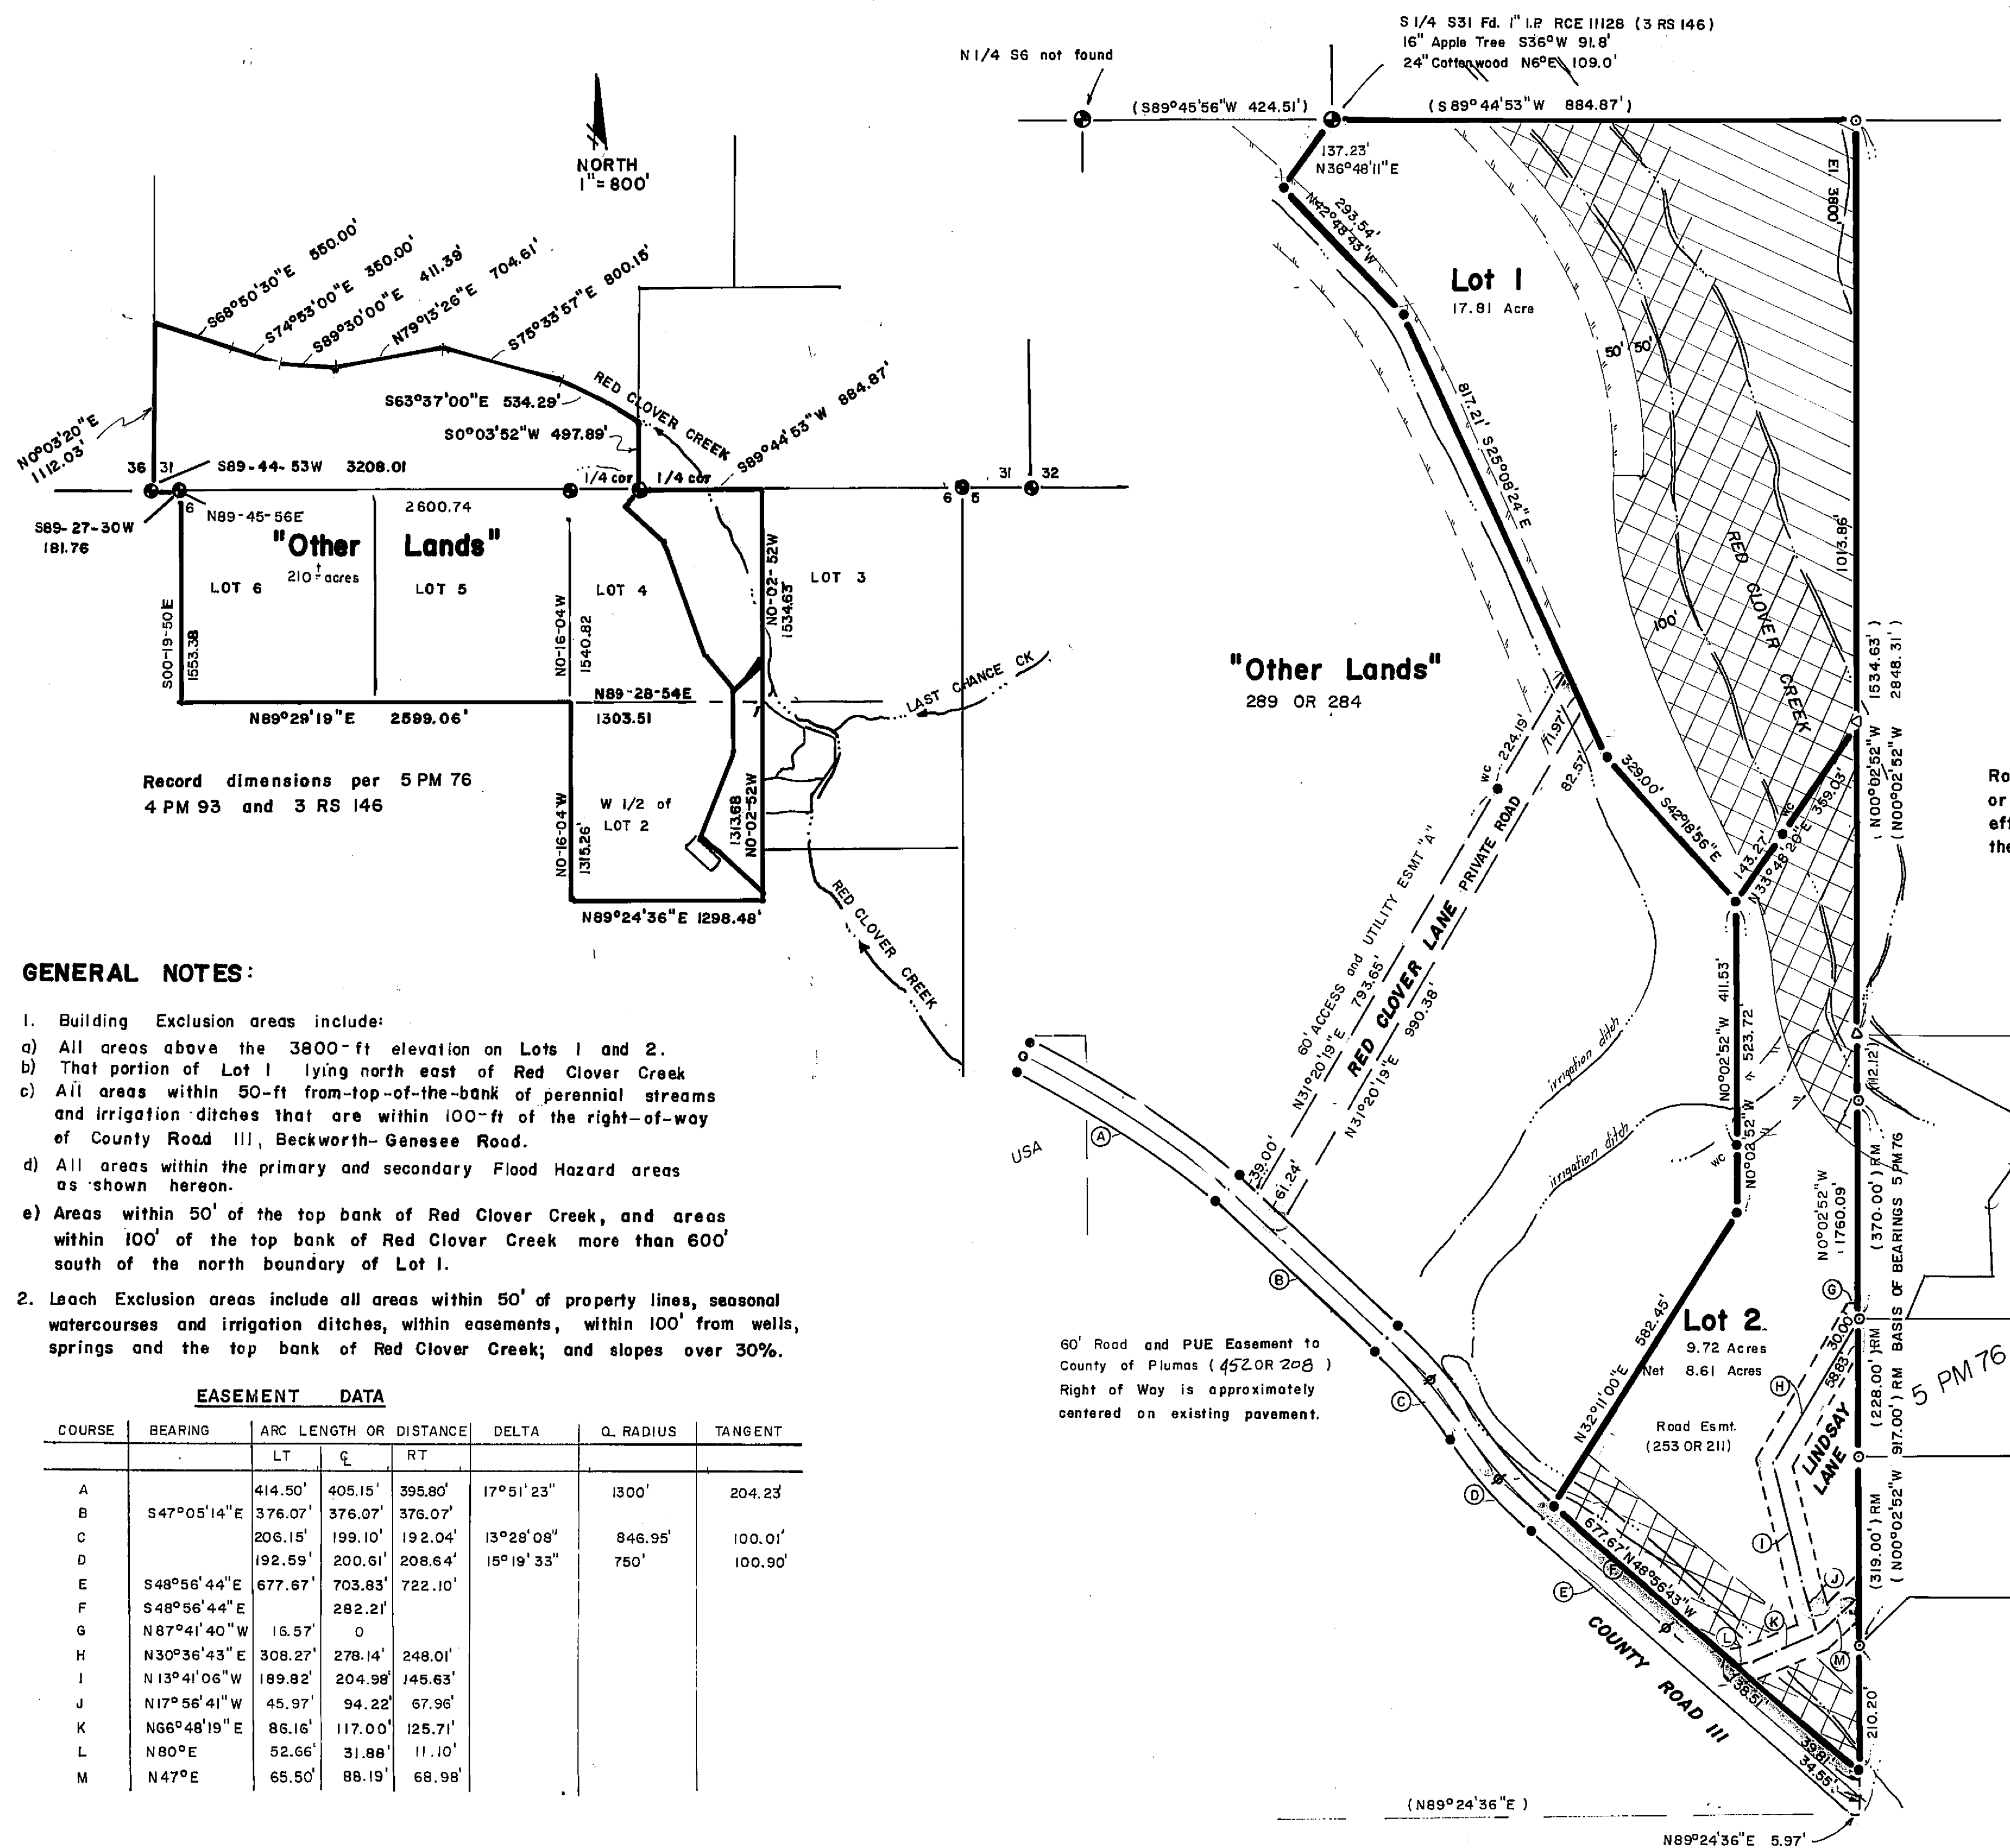 S 1/4 S31 Fd. 1" I.P. RCE 11128 (3 RS 146)
16" Apple Tree S36°W 91.8'
24" Cottenwood N6°E 109.0'
N 1/4 S6 not found
(S89°45'56"W 424.51')
(S89°44'53"W 884.87')
137.23'
N36°48'11"E
NORTH
1"=800'
S68°50'30"E 550.00'
S74°53'00"E 350.00'
S89°30'00"E 411.39'
N79°13'26"E 704.61'
S75°33'57"E 800.15'
RED CLOVER CREEK
S63°37'00"E 534.29'
S0°03'52"W 497.89'
S89°44'53"W 884.87'
N0°03'20"E
1112.03'
36 31
S89-44-53W 3208.01
1/4 cor
1/4 cor
31 32
6 5
6
N89-45-56E
2600.74
S89-27-30W
181.76
"Other Lands"
210± acres
LOT 6
LOT 5
LOT 4
LOT 3
S00-19-50E
1553.38
N0-16-04W
1540.82
N0-02-52W
1534.63
LAST CHANCE CK
N89-28-54E
1303.51
N89°29'19"E 2599.06'
Record dimensions per 5 PM 76
4 PM 93 and 3 RS 146
W 1/2 of
LOT 2
N0-16-04W
1315.26'
1313.68
N0-02-52W
N89°24'36"E 1298.48'
RED CLOVER CREEK
GENERAL NOTES:
1. Building Exclusion areas include:
a) All areas above the 3800-ft elevation on Lots 1 and 2.
b) That portion of Lot 1 lying north east of Red Clover Creek
c) All areas within 50-ft from-top-of-the-bank of perennial streams
and irrigation ditches that are within 100-ft of the right-of-way
of County Road 111, Beckworth-Genesee Road.
d) All areas within the primary and secondary Flood Hazard areas
as shown hereon.
e) Areas within 50' of the top bank of Red Clover Creek, and areas
within 100' of the top bank of Red Clover Creek more than 600'
south of the north boundary of Lot 1.
2. Leach Exclusion areas include all areas within 50' of property lines, seasonal
watercourses and irrigation ditches, within easements, within 100' from wells,
springs and the top bank of Red Clover Creek; and slopes over 30%.
EASEMENT DATA
COURSE BEARING ARC LENGTH OR DISTANCE DELTA ℄ RADIUS TANGENT
LT ℄ RT
A 414.50' 405.15' 395.80' 17°51'23" 1300' 204.23'
B S47°05'14"E 376.07' 376.07' 376.07'
C 206.15' 199.10' 192.04' 13°28'08" 846.95' 100.01'
D 192.59' 200.61' 208.64' 15°19'33" 750' 100.90'
E S48°56'44"E 677.67' 703.83' 722.10'
F S48°56'44"E 282.21'
G N87°41'40"W 16.57' 0
H N30°36'43"E 308.27' 278.14' 248.01'
I N13°41'06"W 189.82' 204.98' 145.63'
J N17°56'41"W 45.97' 94.22' 67.96'
K N66°48'19"E 86.16' 117.00' 125.71'
L N80°E 52.66' 31.88' 11.10'
M N47°E 65.50' 88.19' 68.98'
293.54'
N42°48'43"W
Lot 1
17.81 Acre
El. 3800'
50' 50'
817.21' S25°08'24"E
RED CLOVER CREEK
100'
1013.86'
(N00°02'52"W 1534.63')
(N00°02'52"W 2848.31')
"Other Lands"
289 OR 284
WC 224.19'
71.97'
82.57'
329.00' S42°18'56"E
WC
143.27'
359.03'
N33°48'20"E
Ro
or
eff
the
60' ACCESS and UTILITY ESMT "A"
N31°20'19"E 793.65'
RED CLOVER LANE PRIVATE ROAD
N31°20'19"E 990.38'
irrigation ditch
irrigation ditch
N0°02'52"W 411.53'
N0°02'52"W 523.72'
WC
(112.12')
USA
A
39.00'
61.24'
B
60' Road and PUE Easement to
County of Plumas (452 OR 208)
Right of Way is approximately
centered on existing pavement.
C
D
E
F
N0°02'52"W
1760.09'
(370.00') RM
BASIS OF BEARINGS 5 PM 76
G
30.00'
58.83'
(228.00') RM
917.00') RM
5 PM 76
582.45'
N32°11'00"E
Lot 2
9.72 Acres
Net 8.61 Acres
Road Esmt.
(253 OR 211)
H
LINDSAY
LANE
I
J
K
L
M
(319.00') RM
(N00°02'52"W
677.67' N48°56'43"W
COUNTY ROAD 111
138.51'
39.81'
34.55'
210.20'
(N89°24'36"E)
N89°24'36"E 5.97'